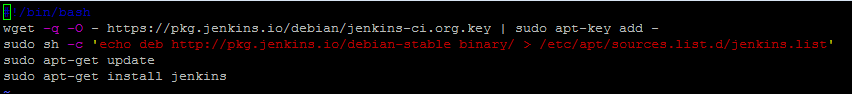 #!/bin/bash
wget -q -O - https://pkg.jenkins.io/debian/jenkins-ci.org.key | sudo apt-key add -
sudo sh -c 'echo deb http://pkg.jenkins.io/debian-stable binary/ > /etc/apt/sources.list.d/jenkins.list'
sudo apt-get update
sudo apt-get install jenkins
~